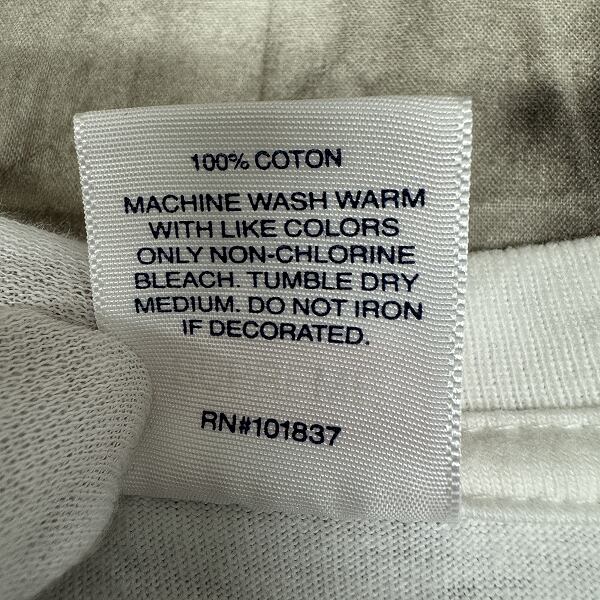 100% COTON
MACHINE WASH WARM
WITH LIKE COLORS
ONLY NON-CHLORINE
BLEACH. TUMBLE DRY
MEDIUM. DO NOT IRON
IF DECORATED.
RN#101837